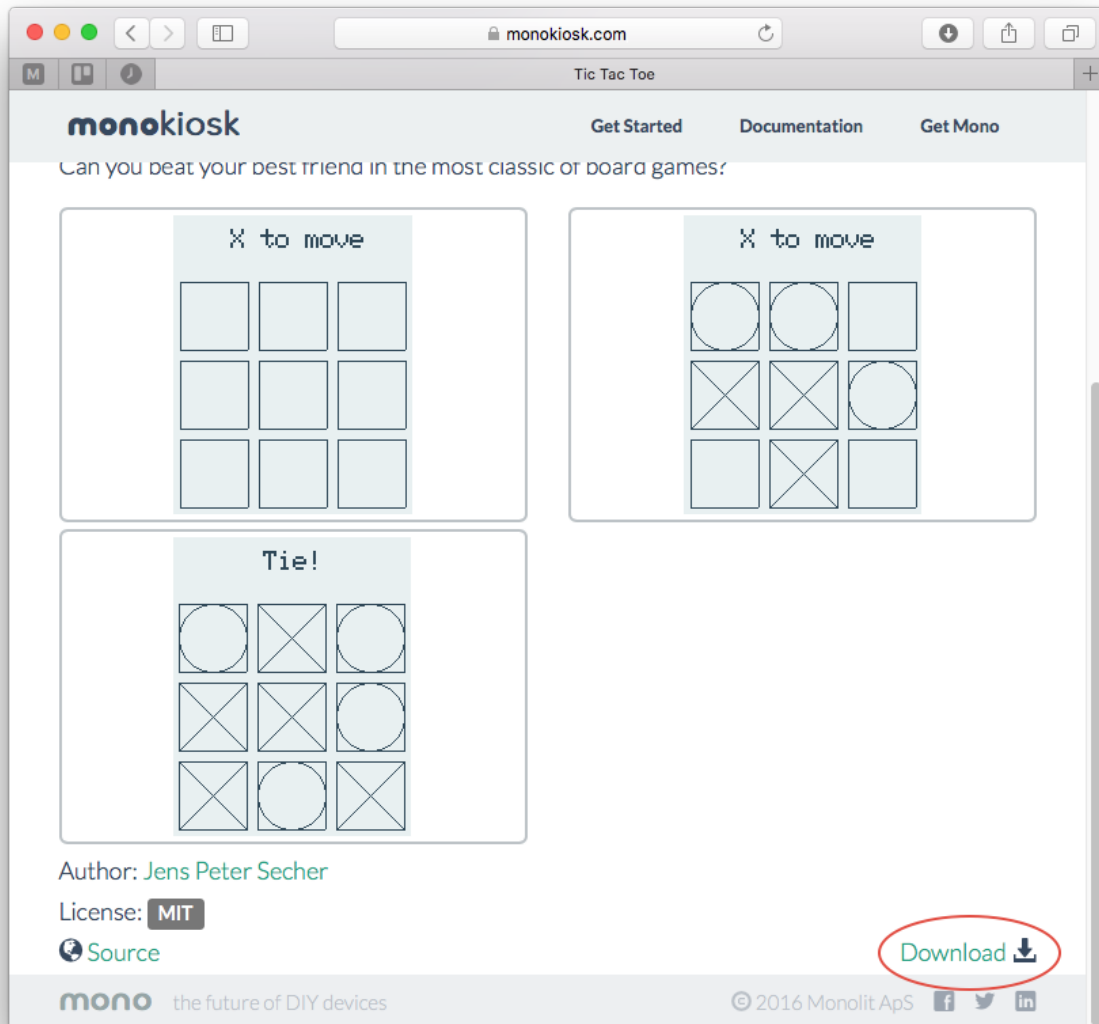 monokiosk.com
M
Tic Tac Toe
monokiosk
Get Started Documentation Get Mono
Can you beat your best friend in the most classic of board games?
X to move
X to move
Tie!
Author: Jens Peter Secher
License: MIT
Source
Download
mono the future of DIY devices
© 2016 Monolit ApS